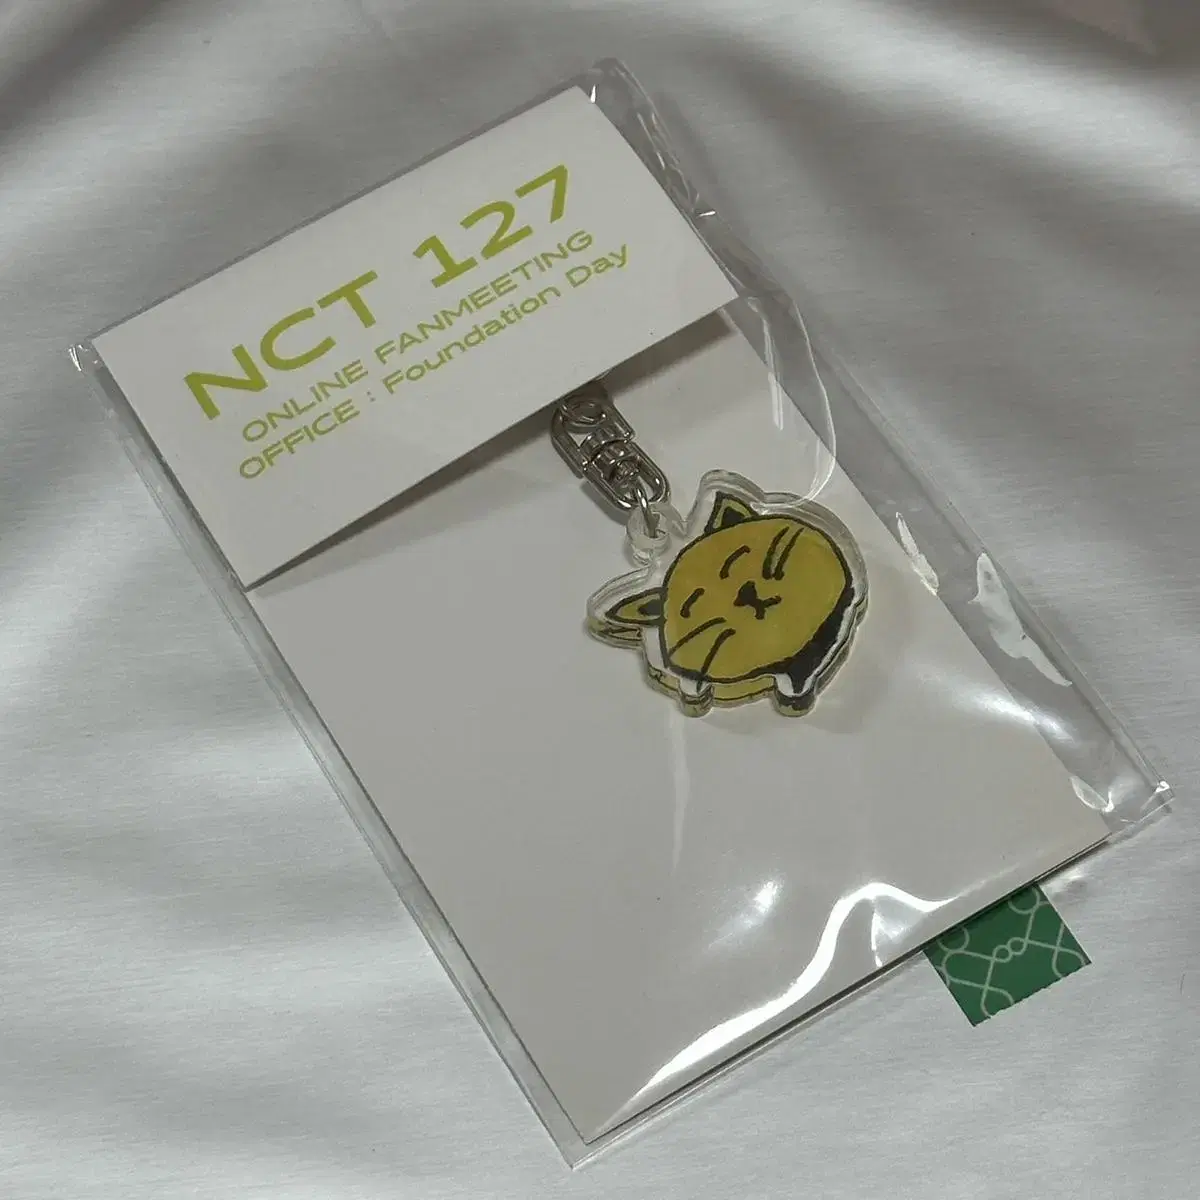 NCT 127
ONLINE FANMEETING
OFFICE : Foundation Day